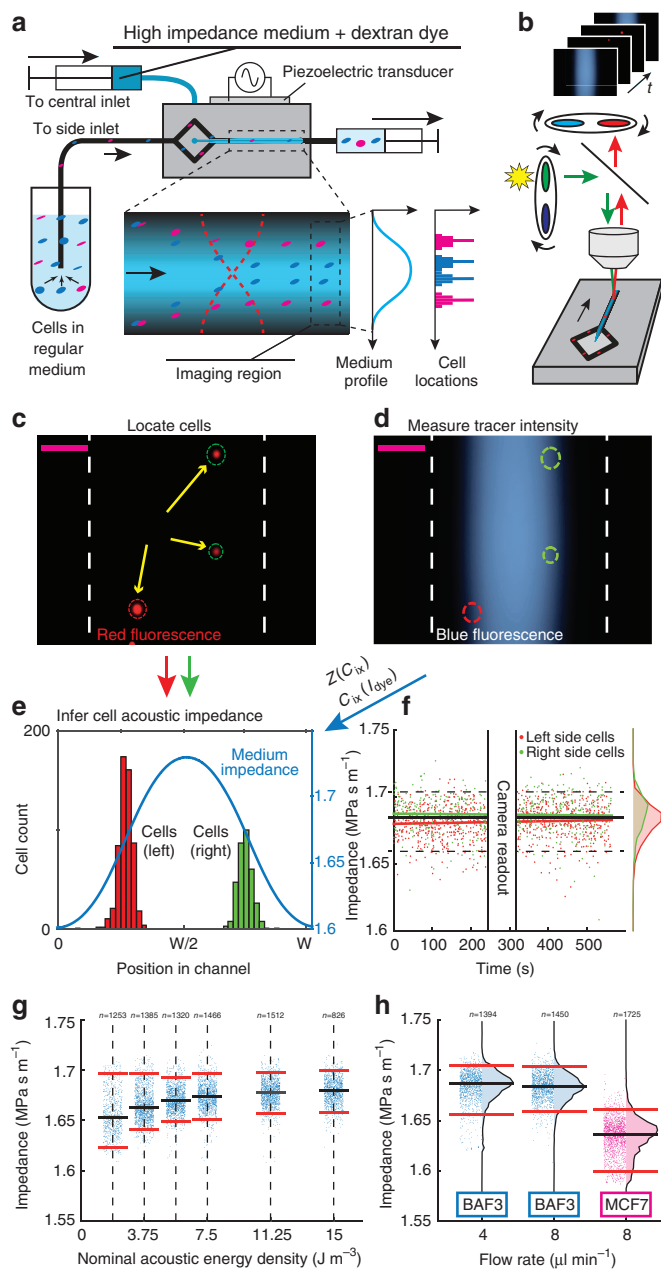 a
High impedance medium + dextran dye
To central inlet
Piezoelectric transducer
To side inlet
Cells in
regular
medium
Imaging region
Medium
profile
Cell
locations
b
t
c
Locate cells
Red fluorescence
d
Measure tracer intensity
Blue fluorescence
Z(C_ix)
C_ix(I_dye)
e
Infer cell acoustic impedance
200
Medium
impedance
Cells
(left)
Cells
(right)
Cell count
0
1.7
1.65
1.6
0
W/2
W
Position in channel
f
1.75
1.7
1.65
1.6
Impedance (MPa s m⁻¹)
Left side cells
Right side cells
Camera readout
0 100 200 300 400 500
Time (s)
g
n=1253 n=1385 n=1320 n=1466 n=1512 n=826
1.75
1.7
1.65
1.6
1.55
Impedance (MPa s m⁻¹)
0 3.75 7.5 11.25 15
Nominal acoustic energy density (J m⁻³)
h
n=1394 n=1450 n=1725
1.75
1.7
1.65
1.6
1.55
Impedance (MPa s m⁻¹)
BAF3 BAF3 MCF7
4 8 8
Flow rate (µl min⁻¹)